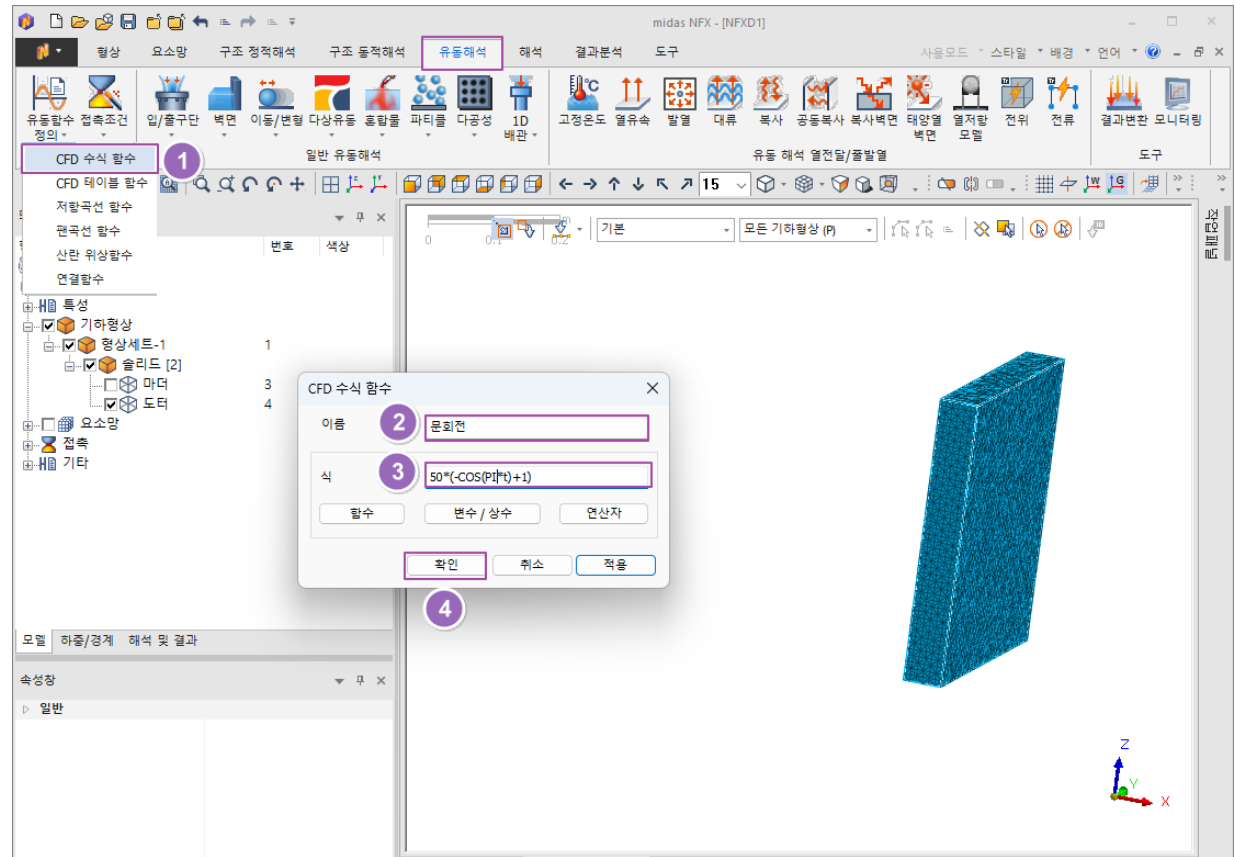 midas NFX - [NFXD1]
형상 요소망 구조 정적해석 구조 동적해석 유동해석 해석 결과분석 도구 사용모드 스타일 배경 언어
유동함수 접촉조건 입/출구단 벽면 이동/변형 다상유동 혼합물 파티클 다공성 1D 고정온도 열유속 발열 대류 복사 공동복사 복사벽면 태양열 열저항 전위 전류 결과변환 모니터링
정의 배관 벽면 모델
일반 유동해석 유동 해석 열전달/줄발열 도구
CFD 수식 함수 1
CFD 테이블 함수
15
저항곡선 함수
팬곡선 함수
산란 위상함수
연결함수
번호 색상
0 0.1 0.2
기본 모든 기하형상 (P)
작업패널
특성
기하형상
형상세트-1 1
솔리드 [2]
마더 3
도터 4
요소망
접촉
기타
CFD 수식 함수
이름 2 문회전
식 3 50*(-COS(PI*t)+1)
함수 변수 / 상수 연산자
확인 취소 적용
4
모델 하중/경계 해석 및 결과
속성창
일반
Z
Y
X